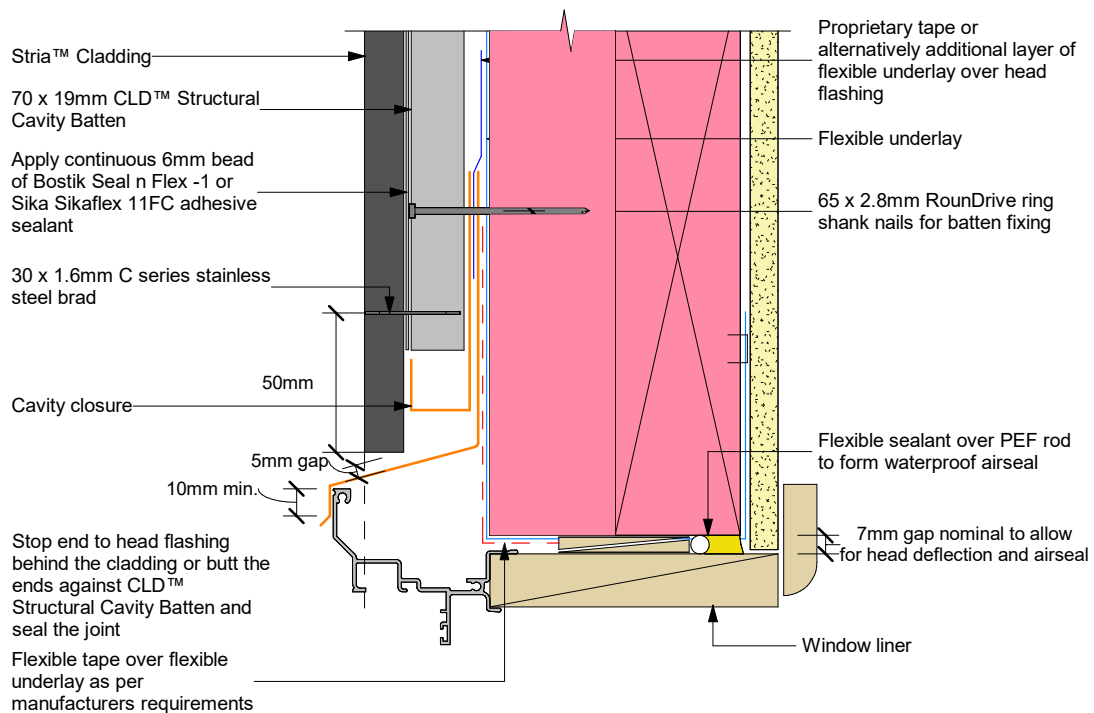 Stria™ Cladding
70 x 19mm CLD™ Structural
Cavity Batten
Apply continuous 6mm bead
of Bostik Seal n Flex -1 or
Sika Sikaflex 11FC adhesive
sealant
30 x 1.6mm C series stainless
steel brad
50mm
Cavity closure
5mm gap
10mm min.
Stop end to head flashing
behind the cladding or butt the
ends against CLD™
Structural Cavity Batten and
seal the joint
Flexible tape over flexible
underlay as per
manufacturers requirements
Proprietary tape or
alternatively additional layer of
flexible underlay over head
flashing
Flexible underlay
65 x 2.8mm RounDrive ring
shank nails for batten fixing
Flexible sealant over PEF rod
to form waterproof airseal
7mm gap nominal to allow
for head deflection and airseal
Window liner